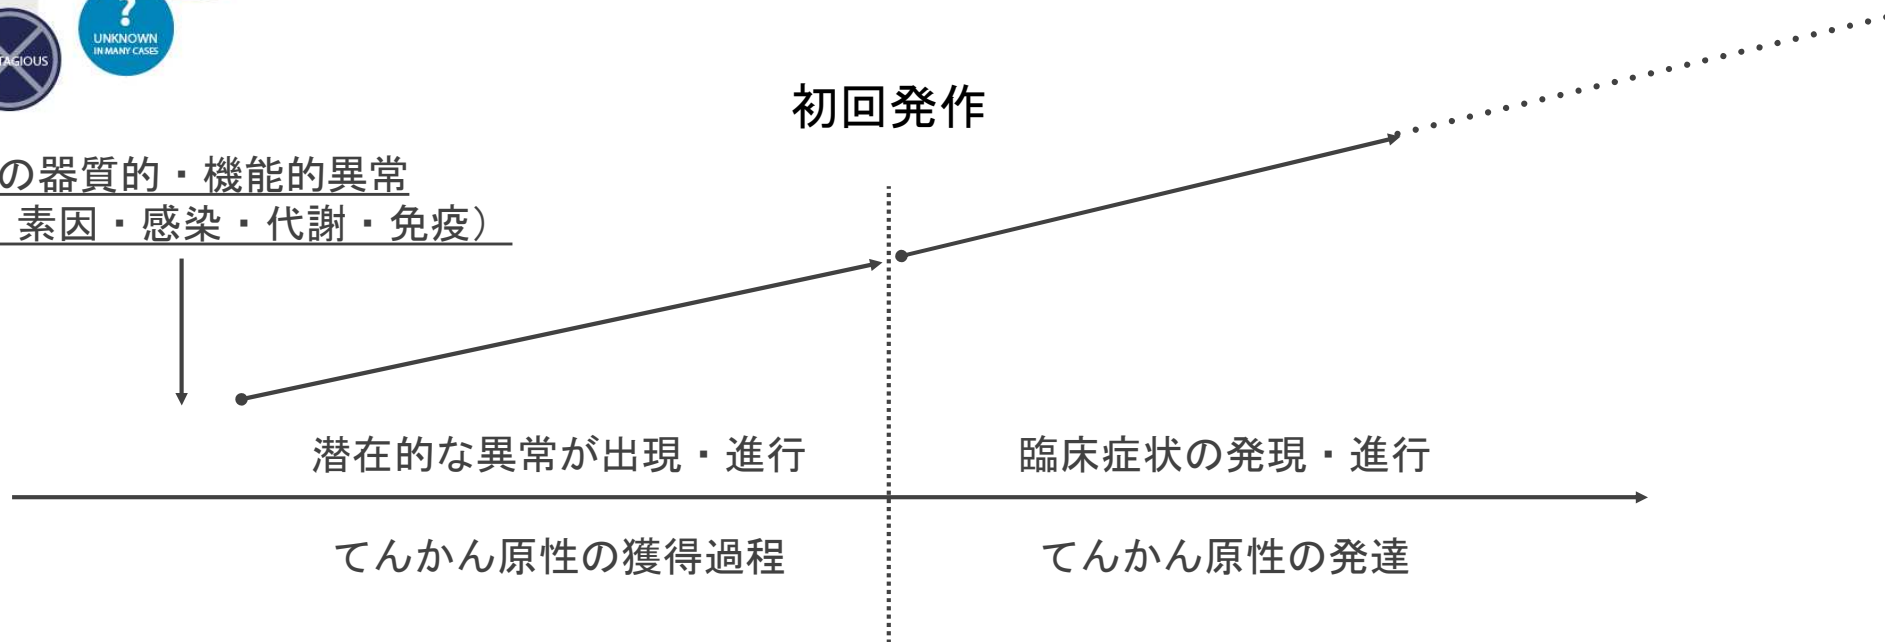 ?
UNKNOWN
IN MANY CASES
TAGIOUS
初回発作
の器質的・機能的異常
素因・感染・代謝・免疫）
潜在的な異常が出現・進行
臨床症状の発現・進行
てんかん原性の獲得過程
てんかん原性の発達